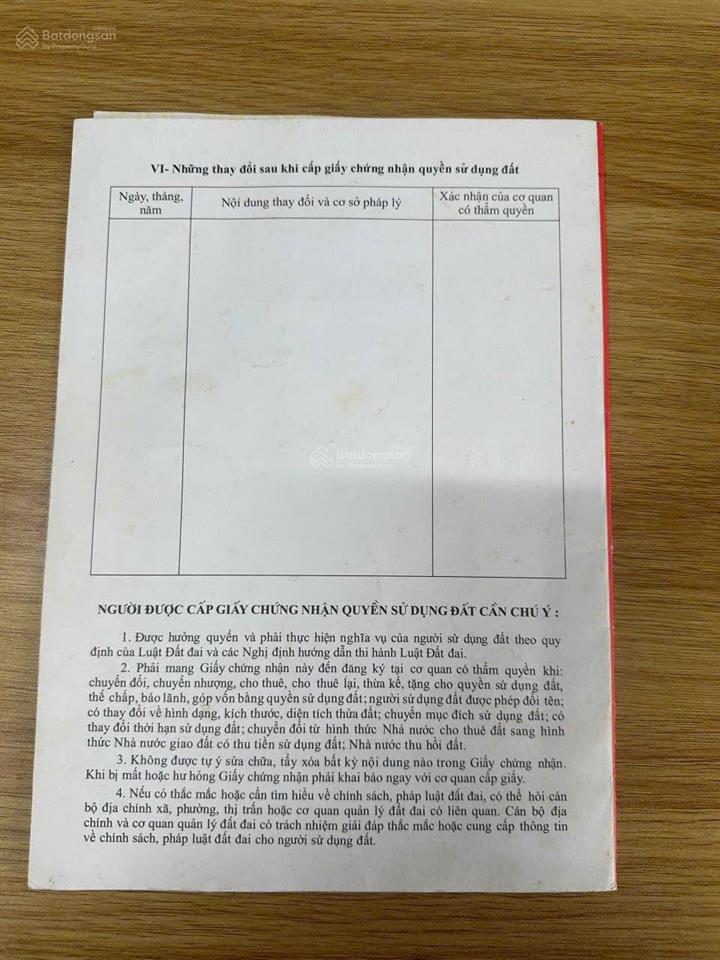 Batdongsan
by PropertyGuru
VI- Những thay đổi sau khi cấp giấy chứng nhận quyền sử dụng đất
Ngày, tháng,
năm
Nội dung thay đổi và cơ sở pháp lý
Xác nhận của cơ quan
có thẩm quyền
Batdongsan
by PropertyGuru
NGƯỜI ĐƯỢC CẤP GIẤY CHỨNG NHẬN QUYỀN SỬ DỤNG ĐẤT CẦN CHÚ Ý :
1. Được hưởng quyền và phải thực hiện nghĩa vụ của người sử dụng đất theo quy
định của Luật Đất đai và các Nghị định hướng dẫn thi hành Luật Đất đai.
2. Phải mang Giấy chứng nhận này đến đăng ký tại cơ quan có thẩm quyền khi:
chuyển đổi, chuyển nhượng, cho thuê, cho thuê lại, thừa kế, tặng cho quyền sử dụng đất,
thế chấp, bảo lãnh, góp vốn bằng quyền sử dụng đất; người sử dụng đất được phép đổi tên;
có thay đổi về hình dạng, kích thước, diện tích thửa đất; chuyển mục đích sử dụng đất; có
thay đổi thời hạn sử dụng đất; chuyển đổi từ hình thức Nhà nước cho thuê đất sang hình
thức Nhà nước giao đất có thu tiền sử dụng đất; Nhà nước thu hồi đất.
3. Không được tự ý sửa chữa, tẩy xóa bất kỳ nội dung nào trong Giấy chứng nhận.
Khi bị mất hoặc hư hỏng Giấy chứng nhận phải khai báo ngay với cơ quan cấp giấy.
4. Nếu có thắc mắc hoặc cần tìm hiểu về chính sách, pháp luật đất đai, có thể hỏi cán
bộ địa chính xã, phường, thị trấn hoặc cơ quan quản lý đất đai có liên quan. Cán bộ địa
chính và cơ quan quản lý đất đai có trách nhiệm giải đáp thắc mắc hoặc cung cấp thông tin
về chính sách, pháp luật đất đai cho người sử dụng đất.